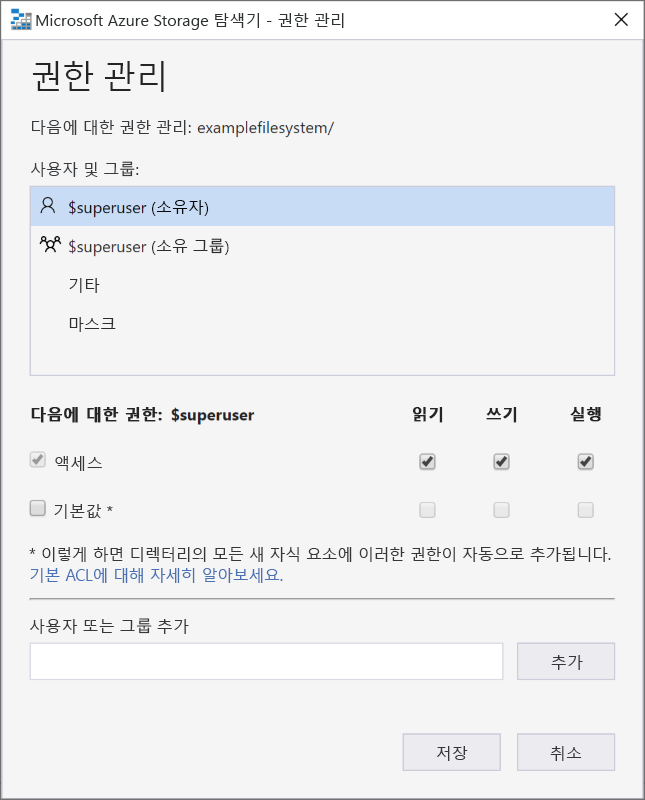 Microsoft Azure Storage 탐색기 - 권한 관리
권한 관리
다음에 대한 권한 관리: examplefilesystem/
사용자 및 그룹:
$superuser (소유자)
$superuser (소유 그룹)
기타
마스크
다음에 대한 권한: $superuser 읽기 쓰기 실행
액세스
기본값 *
* 이렇게 하면 디렉터리의 모든 새 자식 요소에 이러한 권한이 자동으로 추가됩니다.
기본 ACL에 대해 자세히 알아보세요.
사용자 또는 그룹 추가
추가
저장 취소